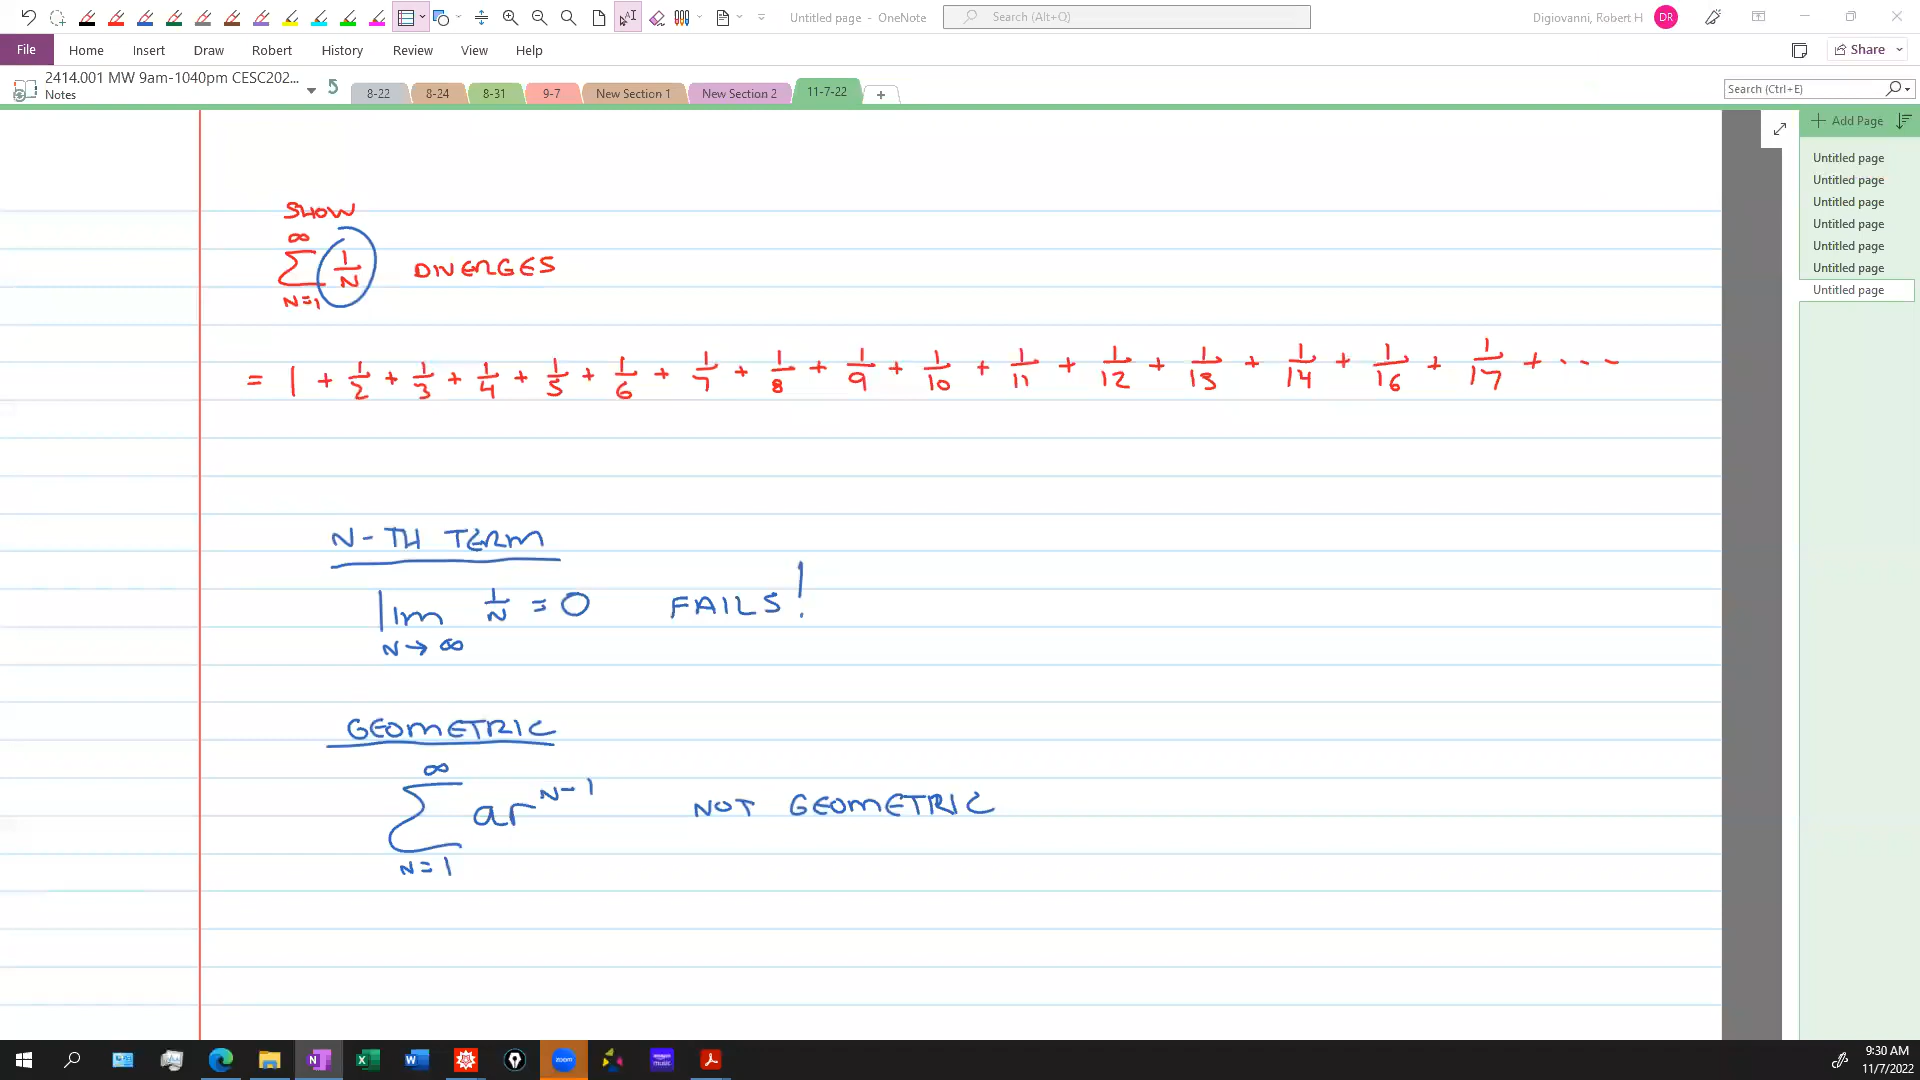 Untitled page - OneNote
Search (Alt+Q)
Digiovanni, Robert H
DR
File Home Insert Draw Robert History Review View Help
Share
2414.001 MW 9am-1040pm CESC202...
Notes
8-22 8-24 8-31 9-7 New Section 1 New Section 2 11-7-22
Search (Ctrl+E)
Add Page
Untitled page
Untitled page
Untitled page
Untitled page
Untitled page
Untitled page
Untitled page
SHOW
∞
∑ 1/N DIVERGES
N=1
= 1 + 1/2 + 1/3 + 1/4 + 1/5 + 1/6 + 1/7 + 1/8 + 1/9 + 1/10 + 1/11 + 1/12 + 1/13 + 1/14 + 1/16 + 1/17 + ...
N-TH TERM
lim 1/N = 0 FAILS!
N→∞
GEOMETRIC
∞
∑ ar^(N-1) NOT GEOMETRIC
N=1
zoom
amazon music
9:30 AM
11/7/2022